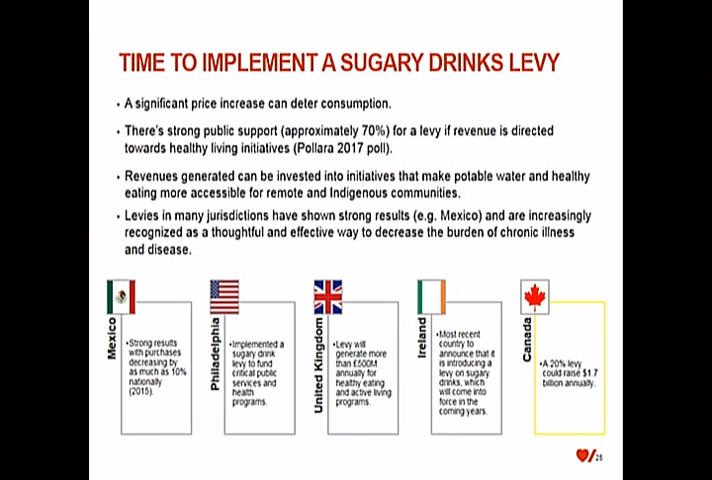 TIME TO IMPLEMENT A SUGARY DRINKS LEVY
• A significant price increase can deter consumption.
• There's strong public support (approximately 70%) for a levy if revenue is directed
towards healthy living initiatives (Pollara 2017 poll).
• Revenues generated can be invested into initiatives that make potable water and healthy
eating more accessible for remote and Indigenous communities.
• Levies in many jurisdictions have shown strong results (e.g. Mexico) and are increasingly
recognized as a thoughtful and effective way to decrease the burden of chronic illness
and disease.
Mexico
•Strong results
with purchases
decreasing by
as much as 10%
nationally
(2015).
Philadelphia
•Implemented a
sugary drink
levy to fund
critical public
services and
health
programs.
United Kingdom
•Levy will
generate more
than £500M
annually for
healthy eating
and active living
programs.
Ireland
•Most recent
country to
announce that it
is introducing a
levy on sugary
drinks, which
will come into
force in the
coming years.
Canada
•A 20% levy
could raise $1.7
billion annually.
25